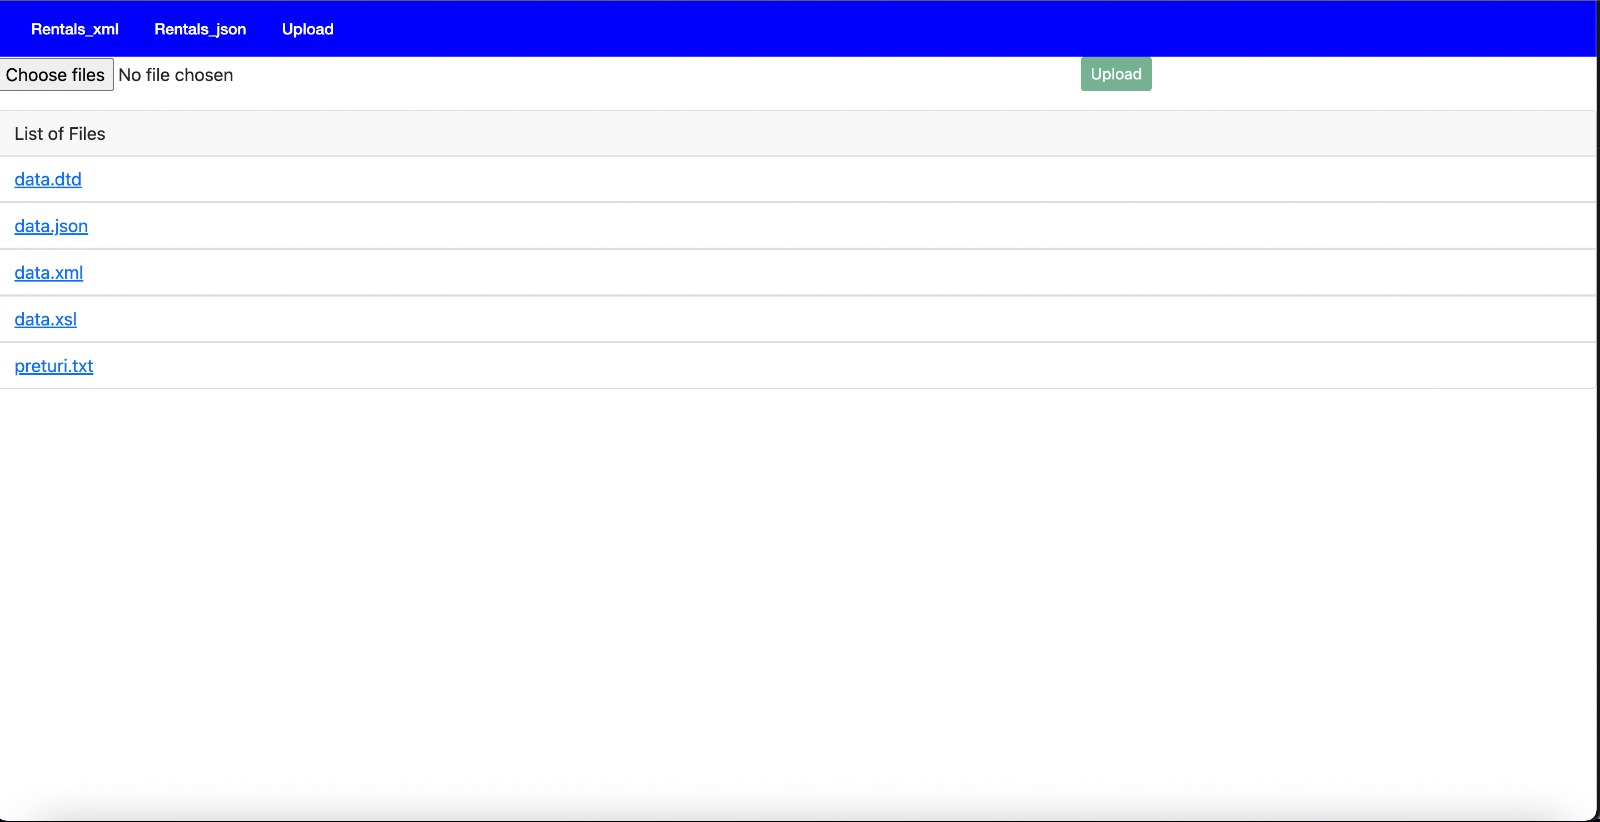 Rentals_xml Rentals_json Upload
Choose files No file chosen Upload
List of Files
data.dtd
data.json
data.xml
data.xsl
preturi.txt